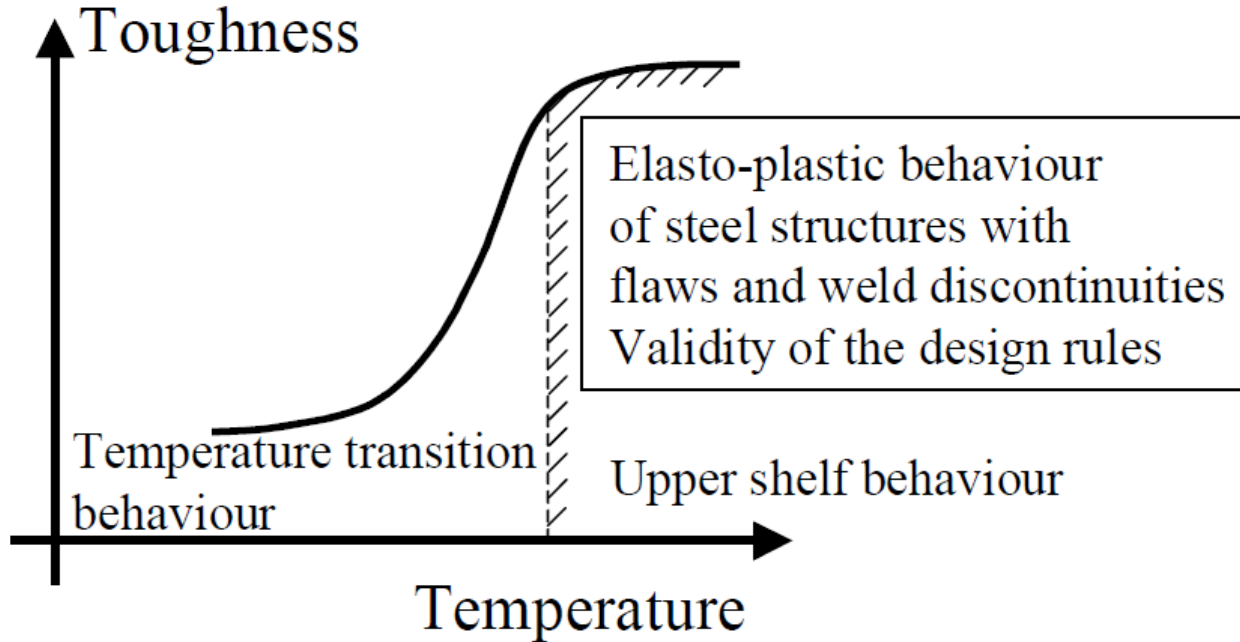 Toughness
Elasto-plastic behaviour
of steel structures with
flaws and weld discontinuities
Validity of the design rules
Temperature transition
behaviour
Upper shelf behaviour
Temperature